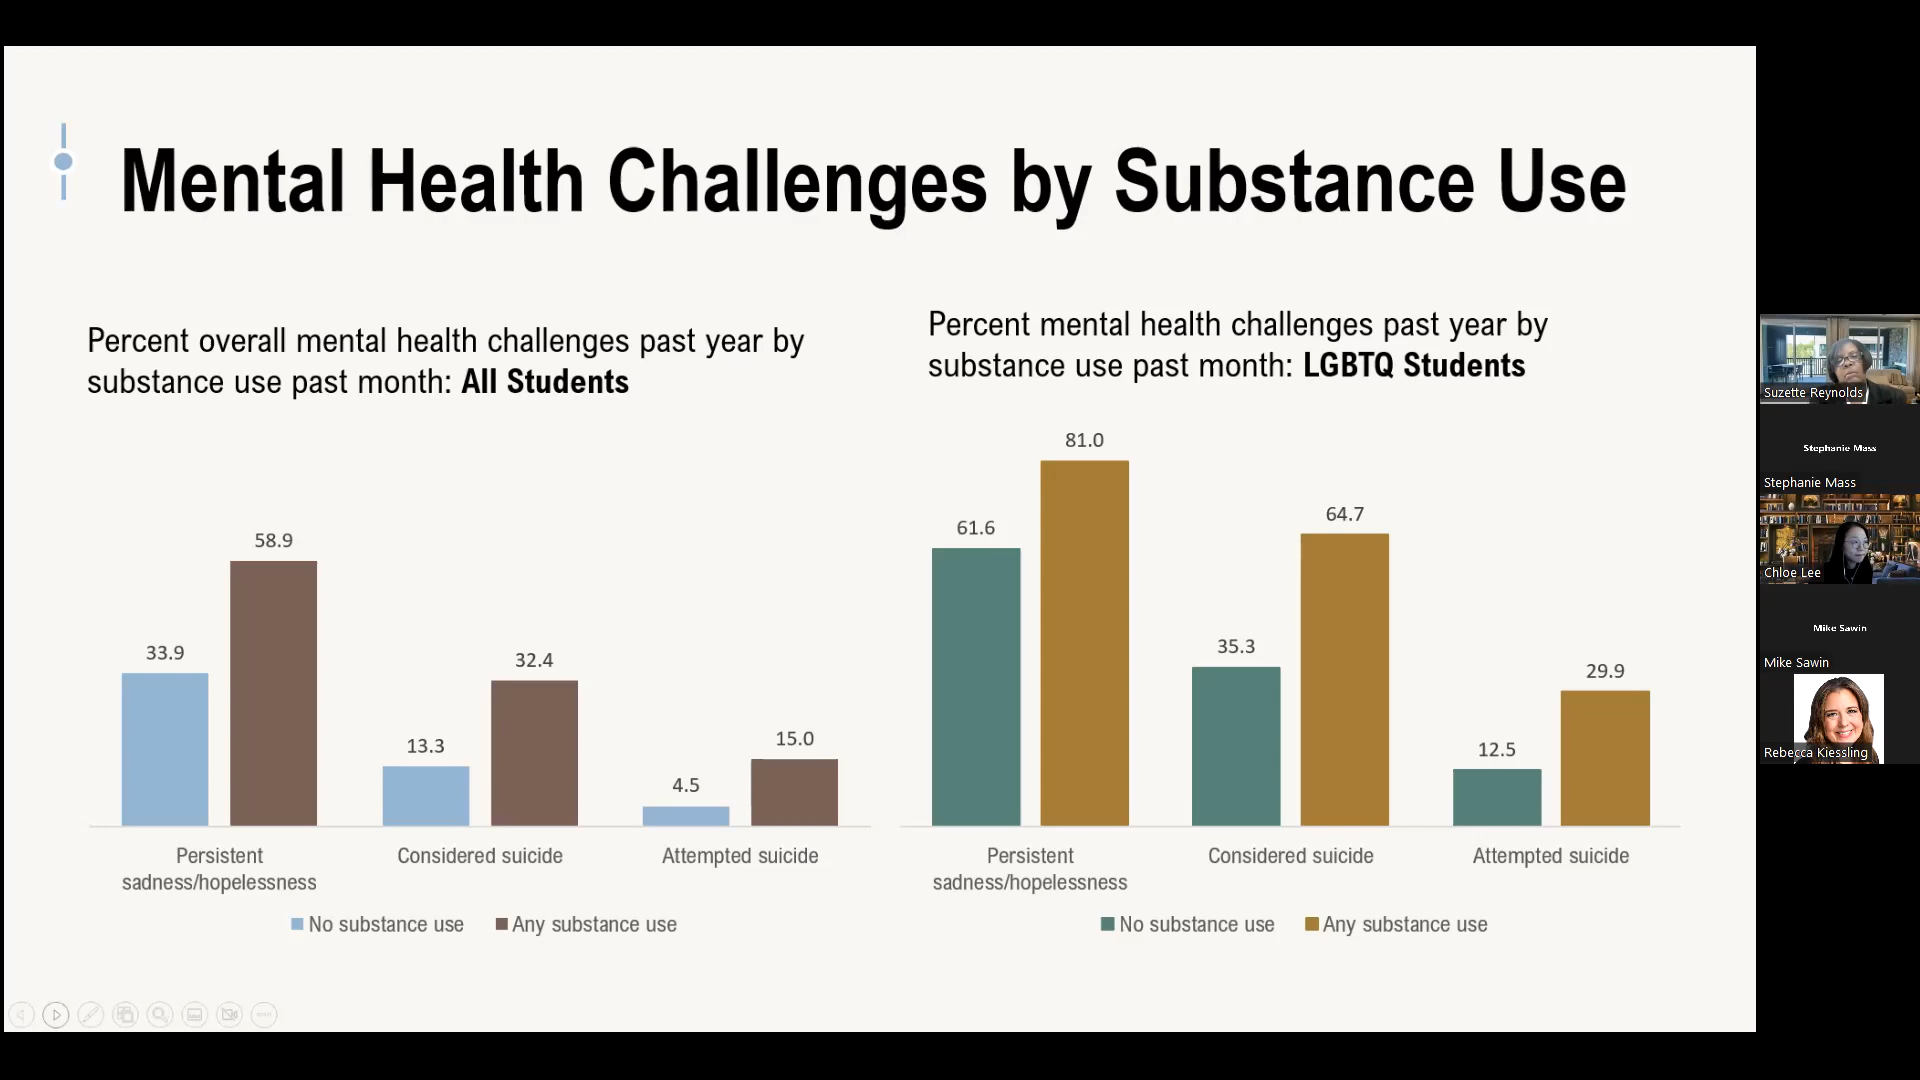 Mental Health Challenges by Substance Use
Percent overall mental health challenges past year by
substance use past month: All Students
58.9
33.9
32.4
13.3
15.0
4.5
Persistent
sadness/hopelessness
Considered suicide
Attempted suicide
No substance use
Any substance use
Percent mental health challenges past year by
substance use past month: LGBTQ Students
81.0
61.6
64.7
35.3
29.9
12.5
Persistent
sadness/hopelessness
Considered suicide
Attempted suicide
No substance use
Any substance use
Suzette Reynolds
Stephanie Mass
Stephanie Mass
Chloe Lee
Mike Sawin
Mike Sawin
Rebecca Kiessling